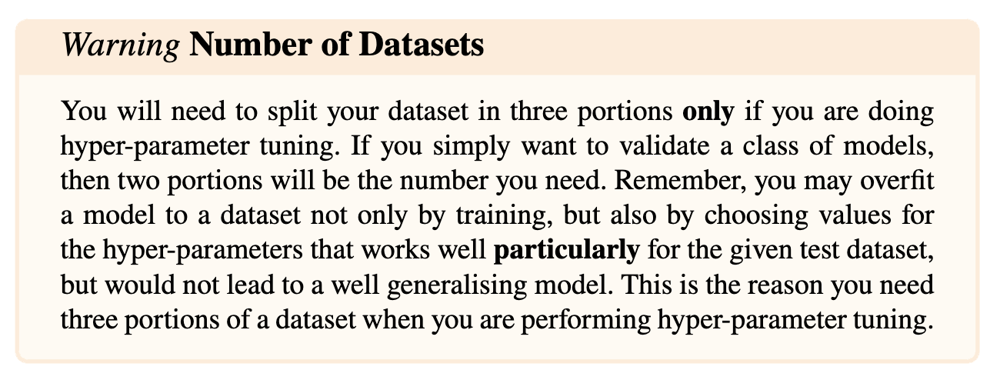 Warning Number of Datasets
You will need to split your dataset in three portions only if you are doing
hyper-parameter tuning. If you simply want to validate a class of models,
then two portions will be the number you need. Remember, you may overfit
a model to a dataset not only by training, but also by choosing values for
the hyper-parameters that works well particularly for the given test dataset,
but would not lead to a well generalising model. This is the reason you need
three portions of a dataset when you are performing hyper-parameter tuning.